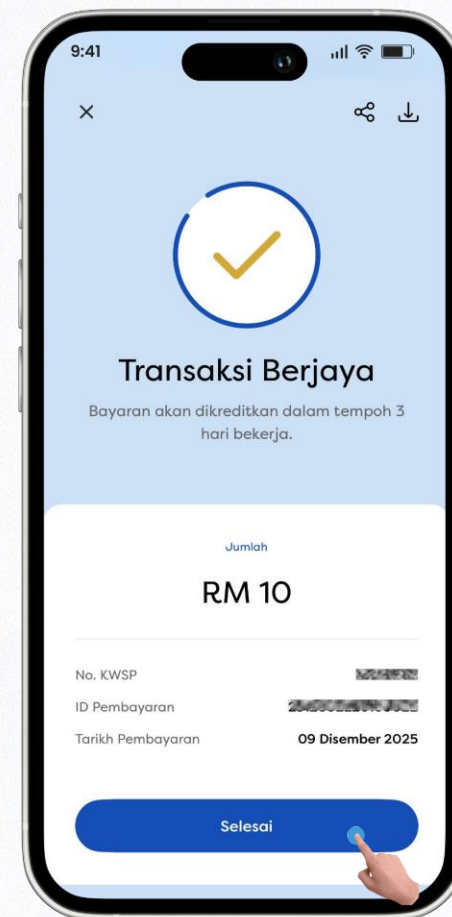 9:41
Transaksi Berjaya
Bayaran akan dikreditkan dalam tempoh 3
hari bekerja.
Jumlah
RM 10
No. KWSP
ID Pembayaran
Tarikh Pembayaran 09 Disember 2025
Selesai